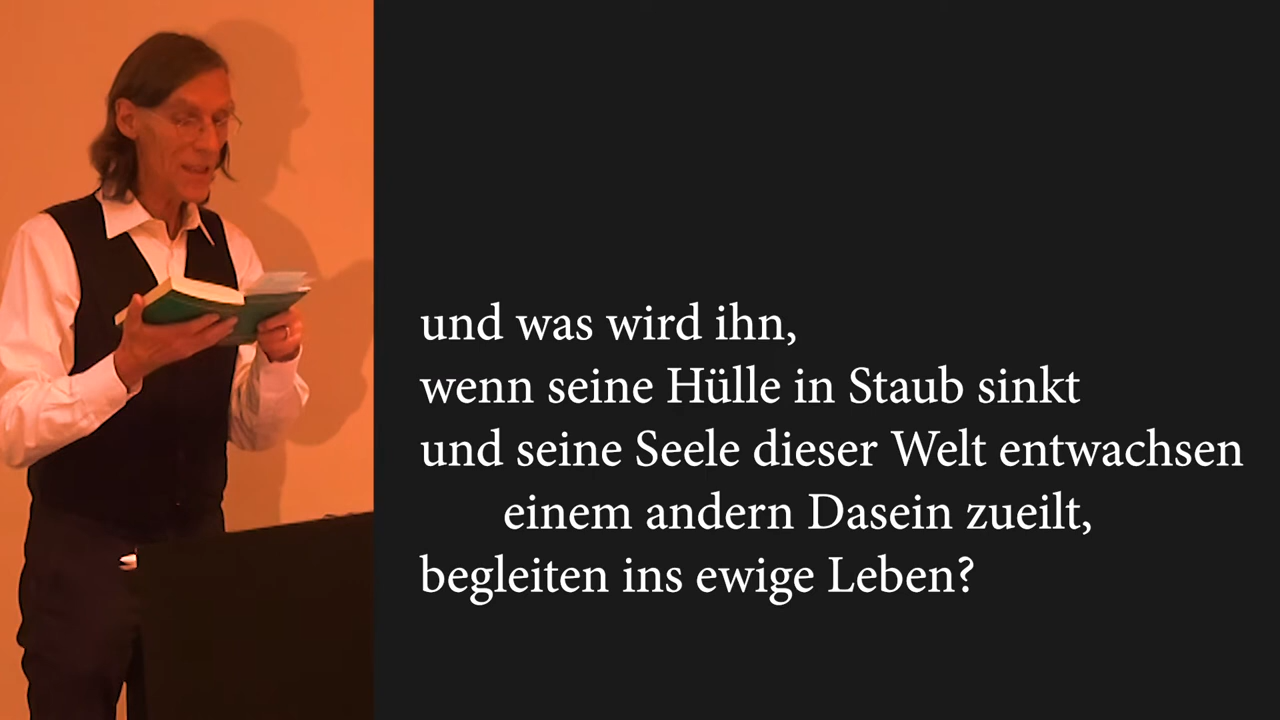 und was wird ihn,
wenn seine Hülle in Staub sinkt
und seine Seele dieser Welt entwachsen
einem andern Dasein zueilt,
begleiten ins ewige Leben?